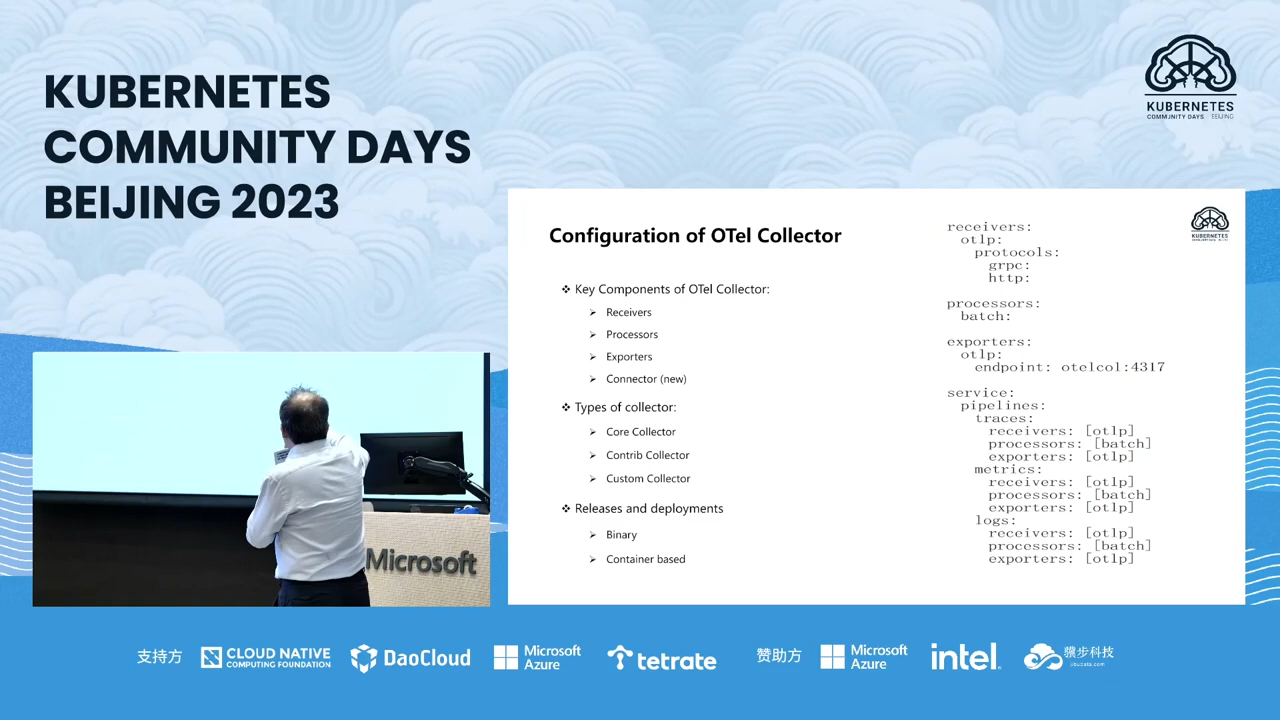 KUBERNETES
COMMUNITY DAYS
BEIJING 2023
KUBERNETES
COMMUNITY DAYS BEIJING
Configuration of OTel Collector
❖ Key Components of OTel Collector:
➢ Receivers
➢ Processors
➢ Exporters
➢ Connector (new)
❖ Types of collector:
➢ Core Collector
➢ Contrib Collector
➢ Custom Collector
❖ Releases and deployments
➢ Binary
➢ Container based
receivers:
  otlp:
    protocols:
      grpc:
      http:
processors:
  batch:
exporters:
  otlp:
    endpoint: otelcol:4317
service:
  pipelines:
    traces:
      receivers: [otlp]
      processors: [batch]
      exporters: [otlp]
    metrics:
      receivers: [otlp]
      processors: [batch]
      exporters: [otlp]
    logs:
      receivers: [otlp]
      processors: [batch]
      exporters: [otlp]
KUBERNETES
Microsoft
支持方
CLOUD NATIVE
COMPUTING FOUNDATION
DaoCloud
Microsoft
Azure
tetrate
赞助方
Microsoft
Azure
intel.
骥步科技
jibudata.com